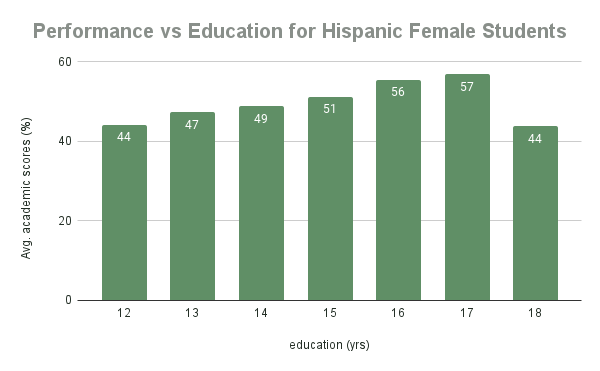 Performance vs Education for Hispanic Female Students
Avg. academic scores (%)
60
40
20
0
44
47
49
51
56
57
44
12 13 14 15 16 17 18
education (yrs)